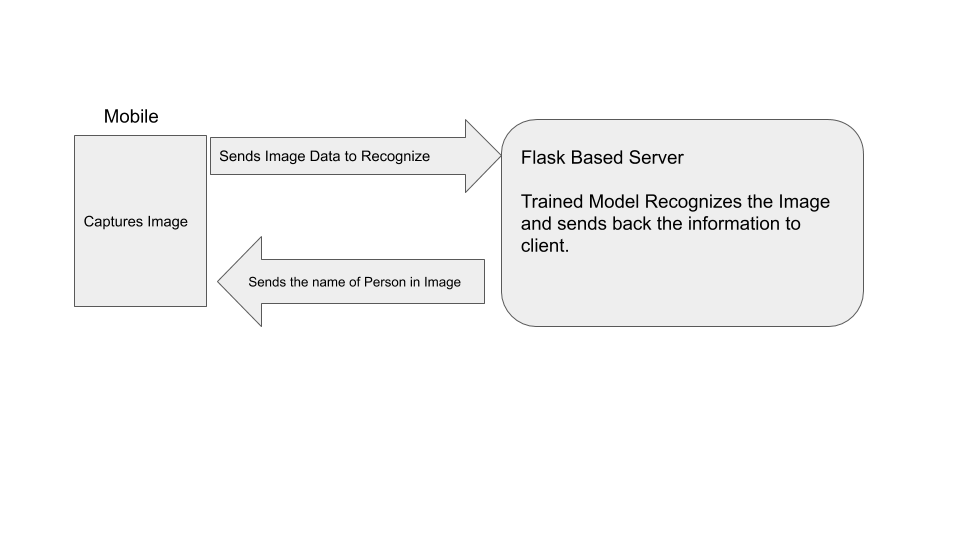 Mobile
Captures Image
Sends Image Data to Recognize
Sends the name of Person in Image
Flask Based Server
Trained Model Recognizes the Image
and sends back the information to
client.